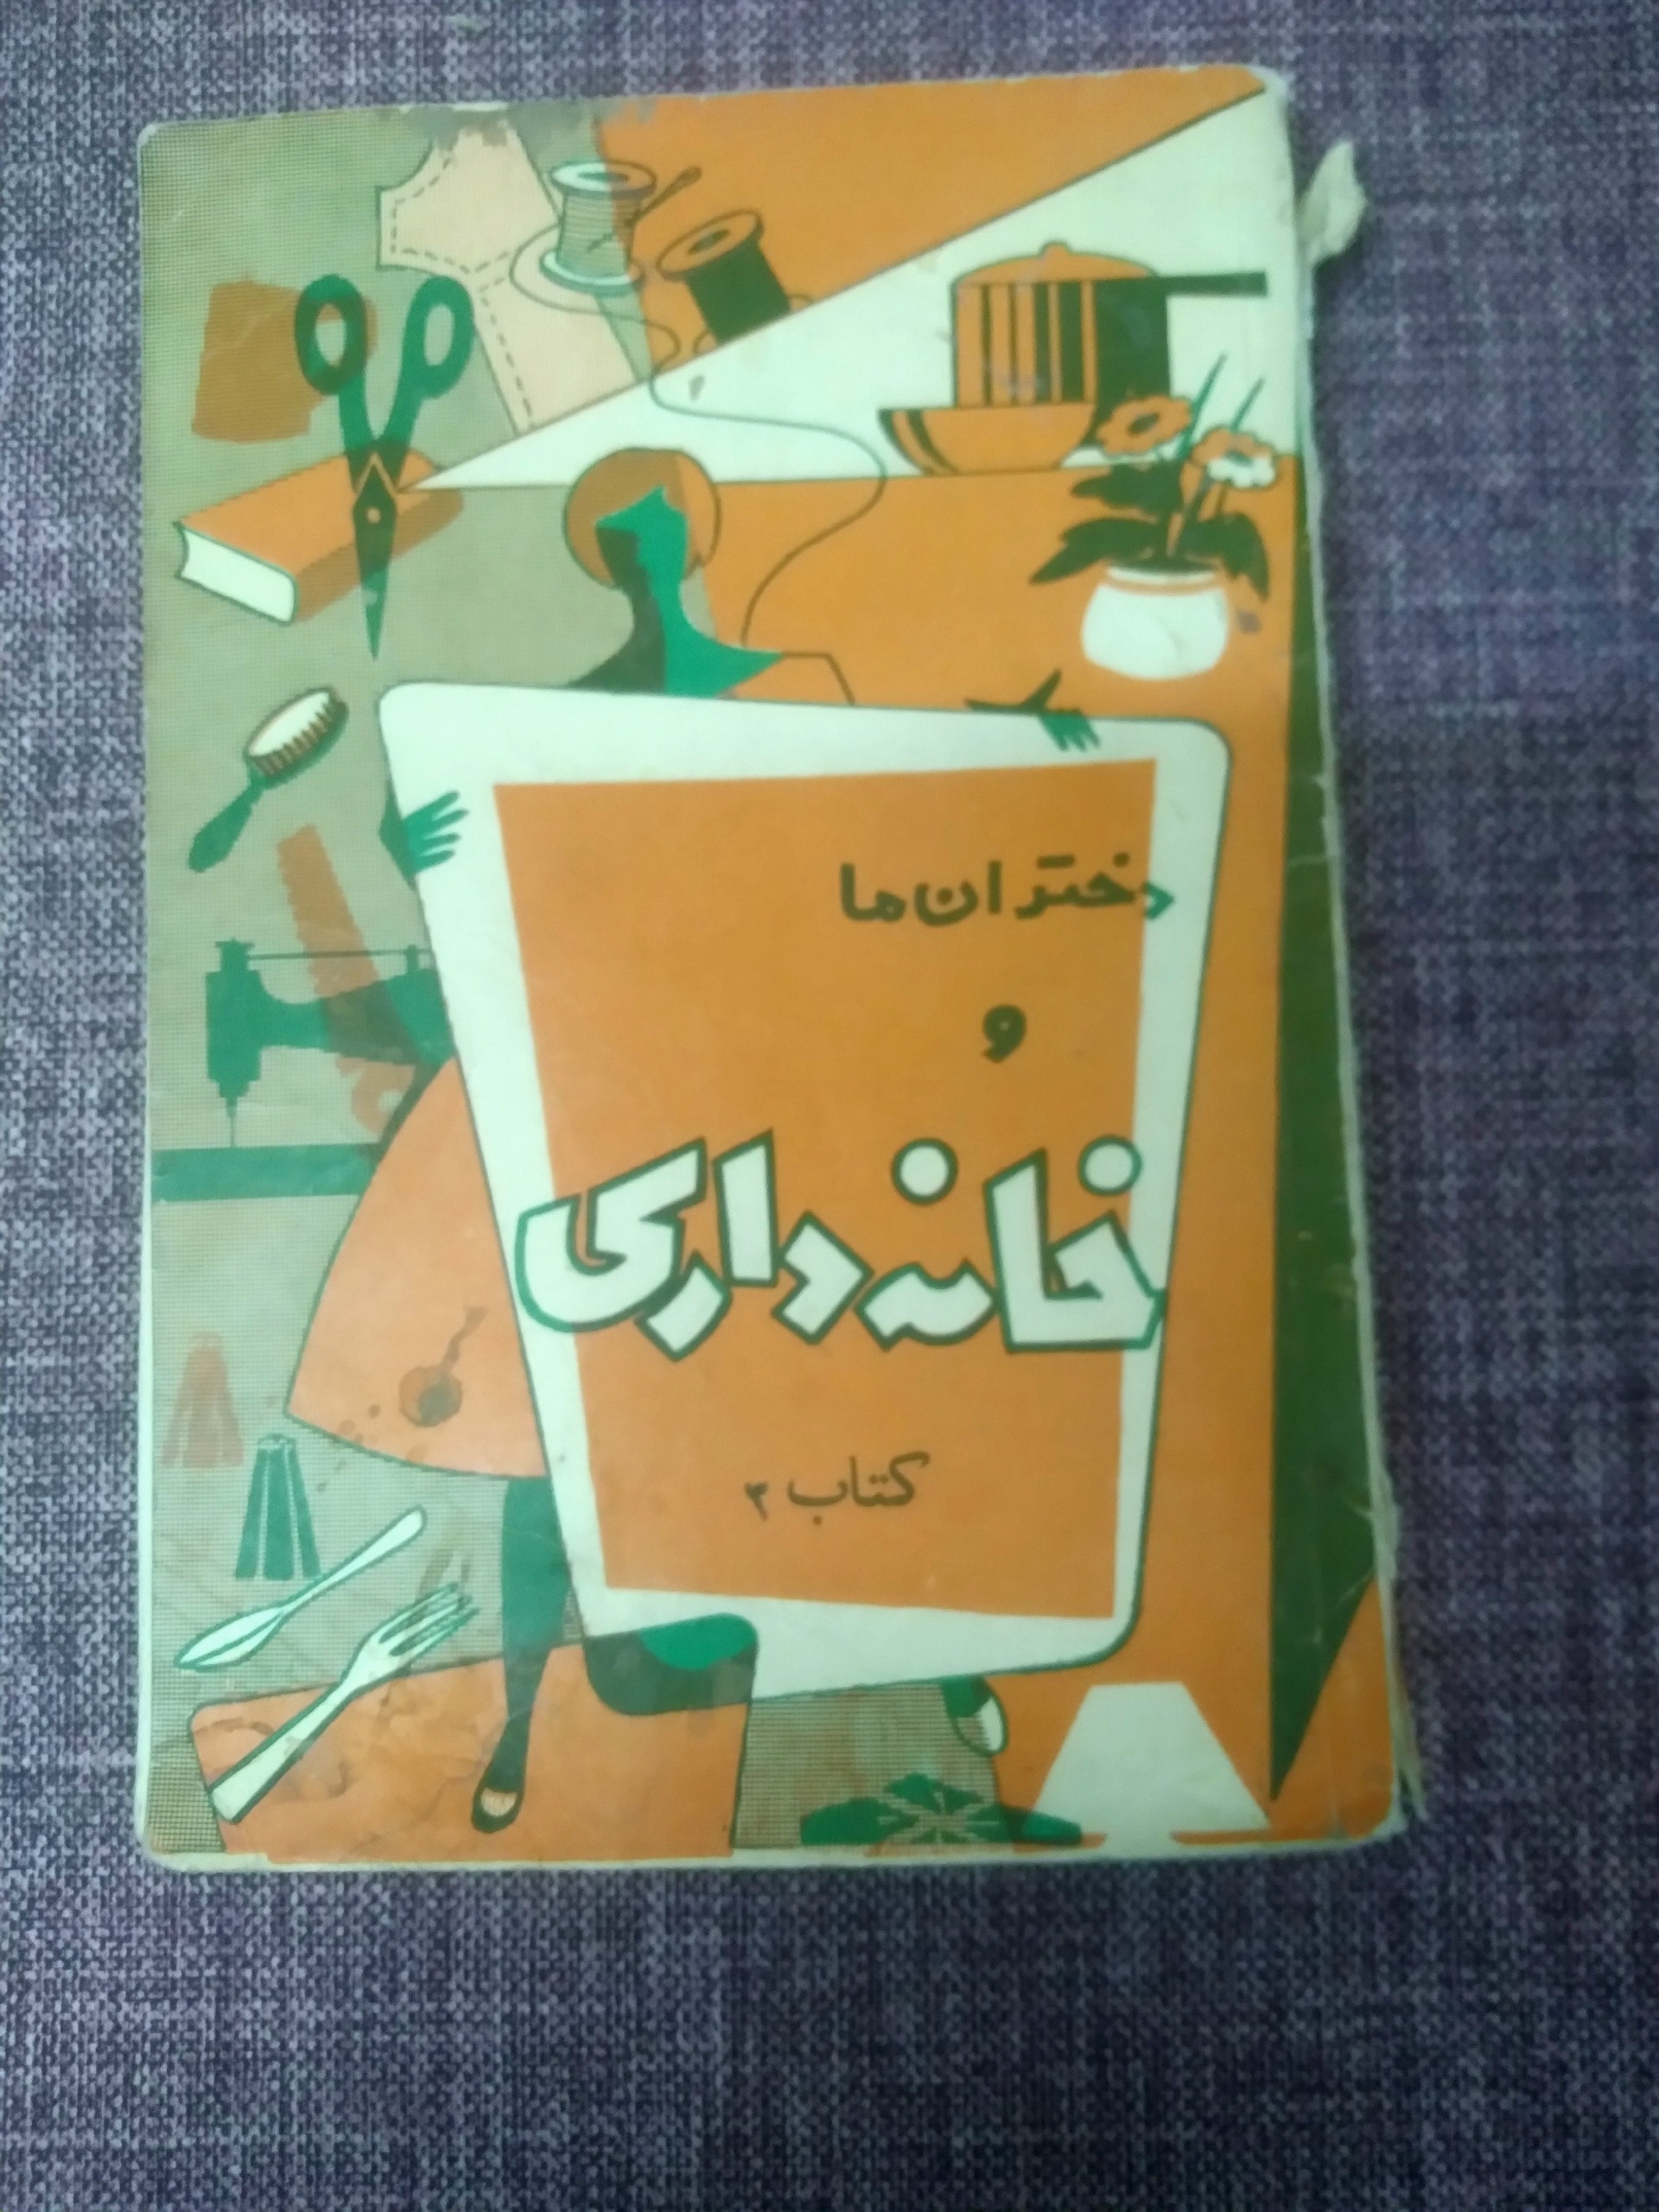 دختران ما
و
خانه‌داری
کتاب ۲